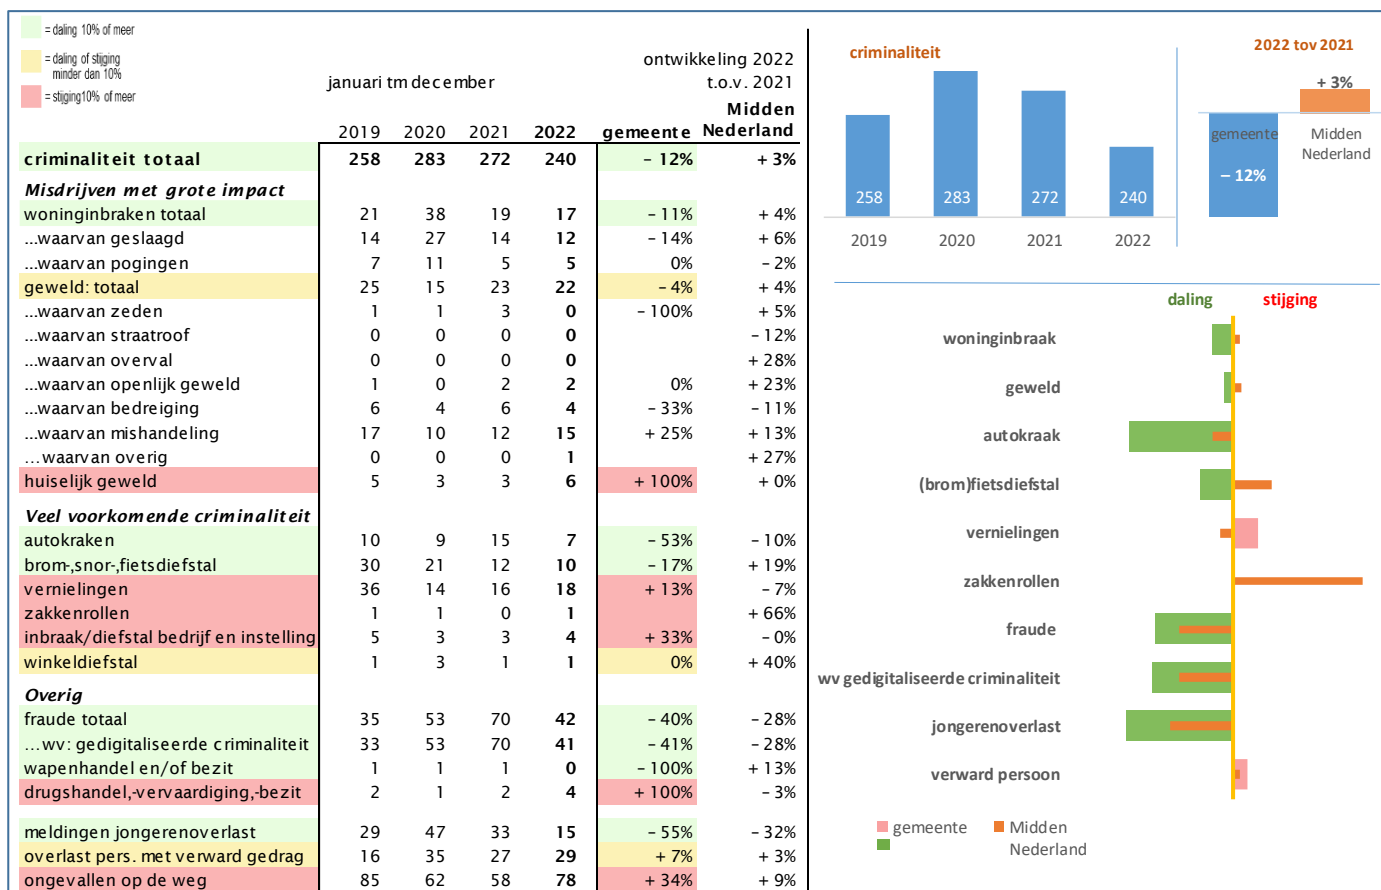 = daling 10% of meer
= daling of stijging
minder dan 10%
= stijging10% of meer
januari tm december
ontwikkeling 2022
t.o.v. 2021
Midden
2019 2020 2021 2022 gemeente Nederland
criminaliteit totaal 258 283 272 240 – 12% + 3%
Misdrijven met grote impact
woninginbraken totaal 21 38 19 17 – 11% + 4%
...waarvan geslaagd 14 27 14 12 – 14% + 6%
...waarvan pogingen 7 11 5 5 0% – 2%
geweld: totaal 25 15 23 22 – 4% + 4%
...waarvan zeden 1 1 3 0 – 100% + 5%
...waarvan straatroof 0 0 0 0 – 12%
...waarvan overval 0 0 0 0 + 28%
...waarvan openlijk geweld 1 0 2 2 0% + 23%
...waarvan bedreiging 6 4 6 4 – 33% – 11%
...waarvan mishandeling 17 10 12 15 + 25% + 13%
...waarvan overig 0 0 0 1 + 27%
huiselijk geweld 5 3 3 6 + 100% + 0%
Veel voorkomende criminaliteit
autokraken 10 9 15 7 – 53% – 10%
brom-,snor-,fietsdiefstal 30 21 12 10 – 17% + 19%
vernielingen 36 14 16 18 + 13% – 7%
zakkenrollen 1 1 0 1 + 66%
inbraak/diefstal bedrijf en instelling 5 3 3 4 + 33% – 0%
winkeldiefstal 1 3 1 1 0% + 40%
Overig
fraude totaal 35 53 70 42 – 40% – 28%
...wv: gedigitaliseerde criminaliteit 33 53 70 41 – 41% – 28%
wapenhandel en/of bezit 1 1 1 0 – 100% + 13%
drugshandel,-vervaardiging,-bezit 2 1 2 4 + 100% – 3%
meldingen jongerenoverlast 29 47 33 15 – 55% – 32%
overlast pers. met verward gedrag 16 35 27 29 + 7% + 3%
ongevallen op de weg 85 62 58 78 + 34% + 9%
criminaliteit
258 283 272 240
2019 2020 2021 2022
2022 tov 2021
+ 3%
gemeente Midden
Nederland
– 12%
daling stijging
woninginbraak
geweld
autokraak
(brom)fietsdiefstal
vernielingen
zakkenrollen
fraude
wv gedigitaliseerde criminaliteit
jongerenoverlast
verward persoon
gemeente Midden
Nederland